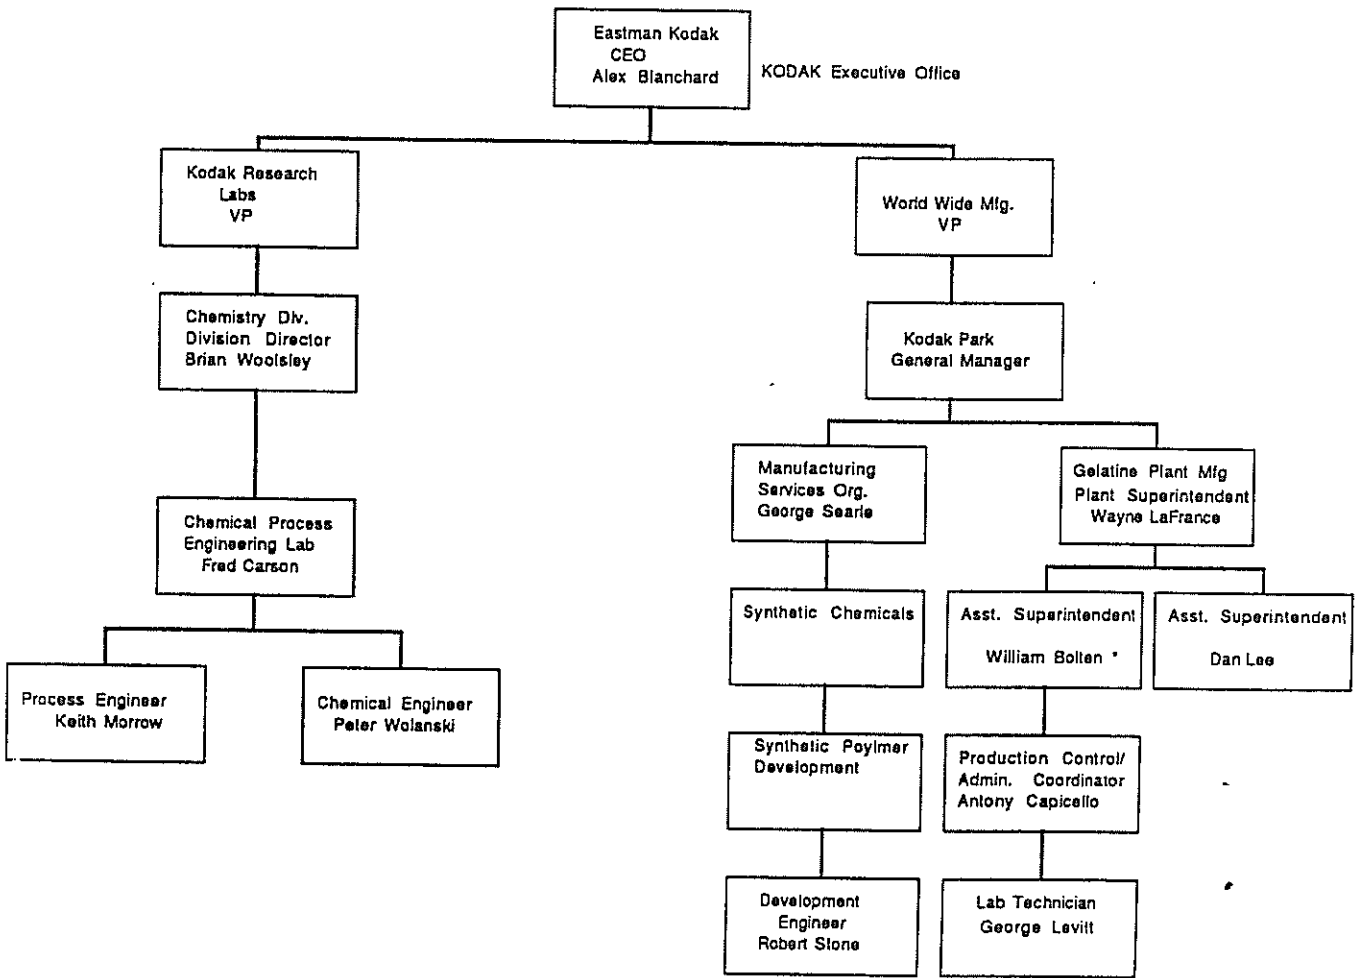 Eastman Kodak
CEO
Alex Blanchard
KODAK Executive Office
Kodak Research
Labs
VP
World Wide Mfg.
VP
Chemistry Div.
Division Director
Brian Woolsley
Kodak Park
General Manager
Manufacturing
Services Org.
George Searle
Gelatine Plant Mfg
Plant Superintendent
Wayne LaFrance
Chemical Process
Engineering Lab
Fred Carson
Synthetic Chemicals
Asst. Superintendent
William Bolten
Asst. Superintendent
Dan Lee
Process Engineer
Keith Morrow
Chemical Engineer
Peter Wolanski
Synthetic Poylmer
Development
Production Control/
Admin. Coordinator
Antony Capicello
Development
Engineer
Robert Stone
Lab Technician
George Levitt